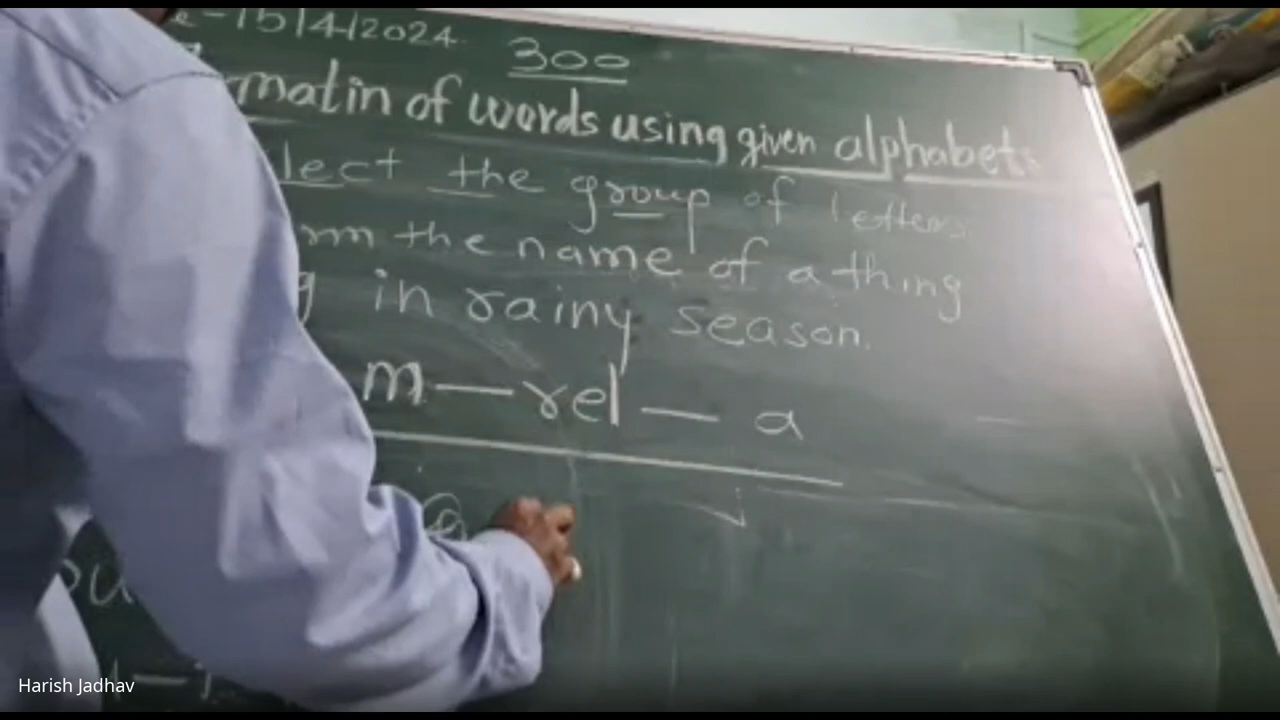 e-15/4/2024. 300
matin of words using given alphabets
lect the group of letters
rm the name of a thing
g in rainy season.
m — rel — a
Harish Jadhav